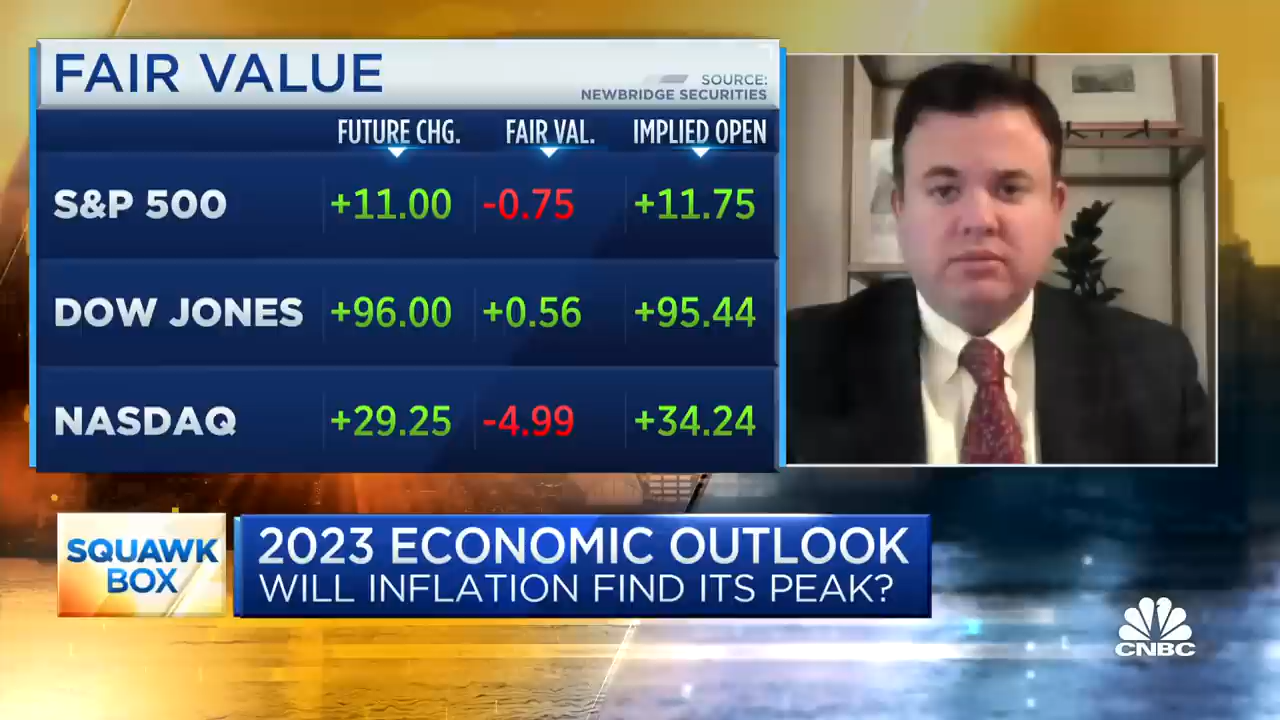 FAIR VALUE
SOURCE:
NEWBRIDGE SECURITIES
FUTURE CHG. FAIR VAL. IMPLIED OPEN
S&P 500 +11.00 -0.75 +11.75
DOW JONES +96.00 +0.56 +95.44
NASDAQ +29.25 -4.99 +34.24
SQUAWK
BOX
2023 ECONOMIC OUTLOOK
WILL INFLATION FIND ITS PEAK?
CNBC